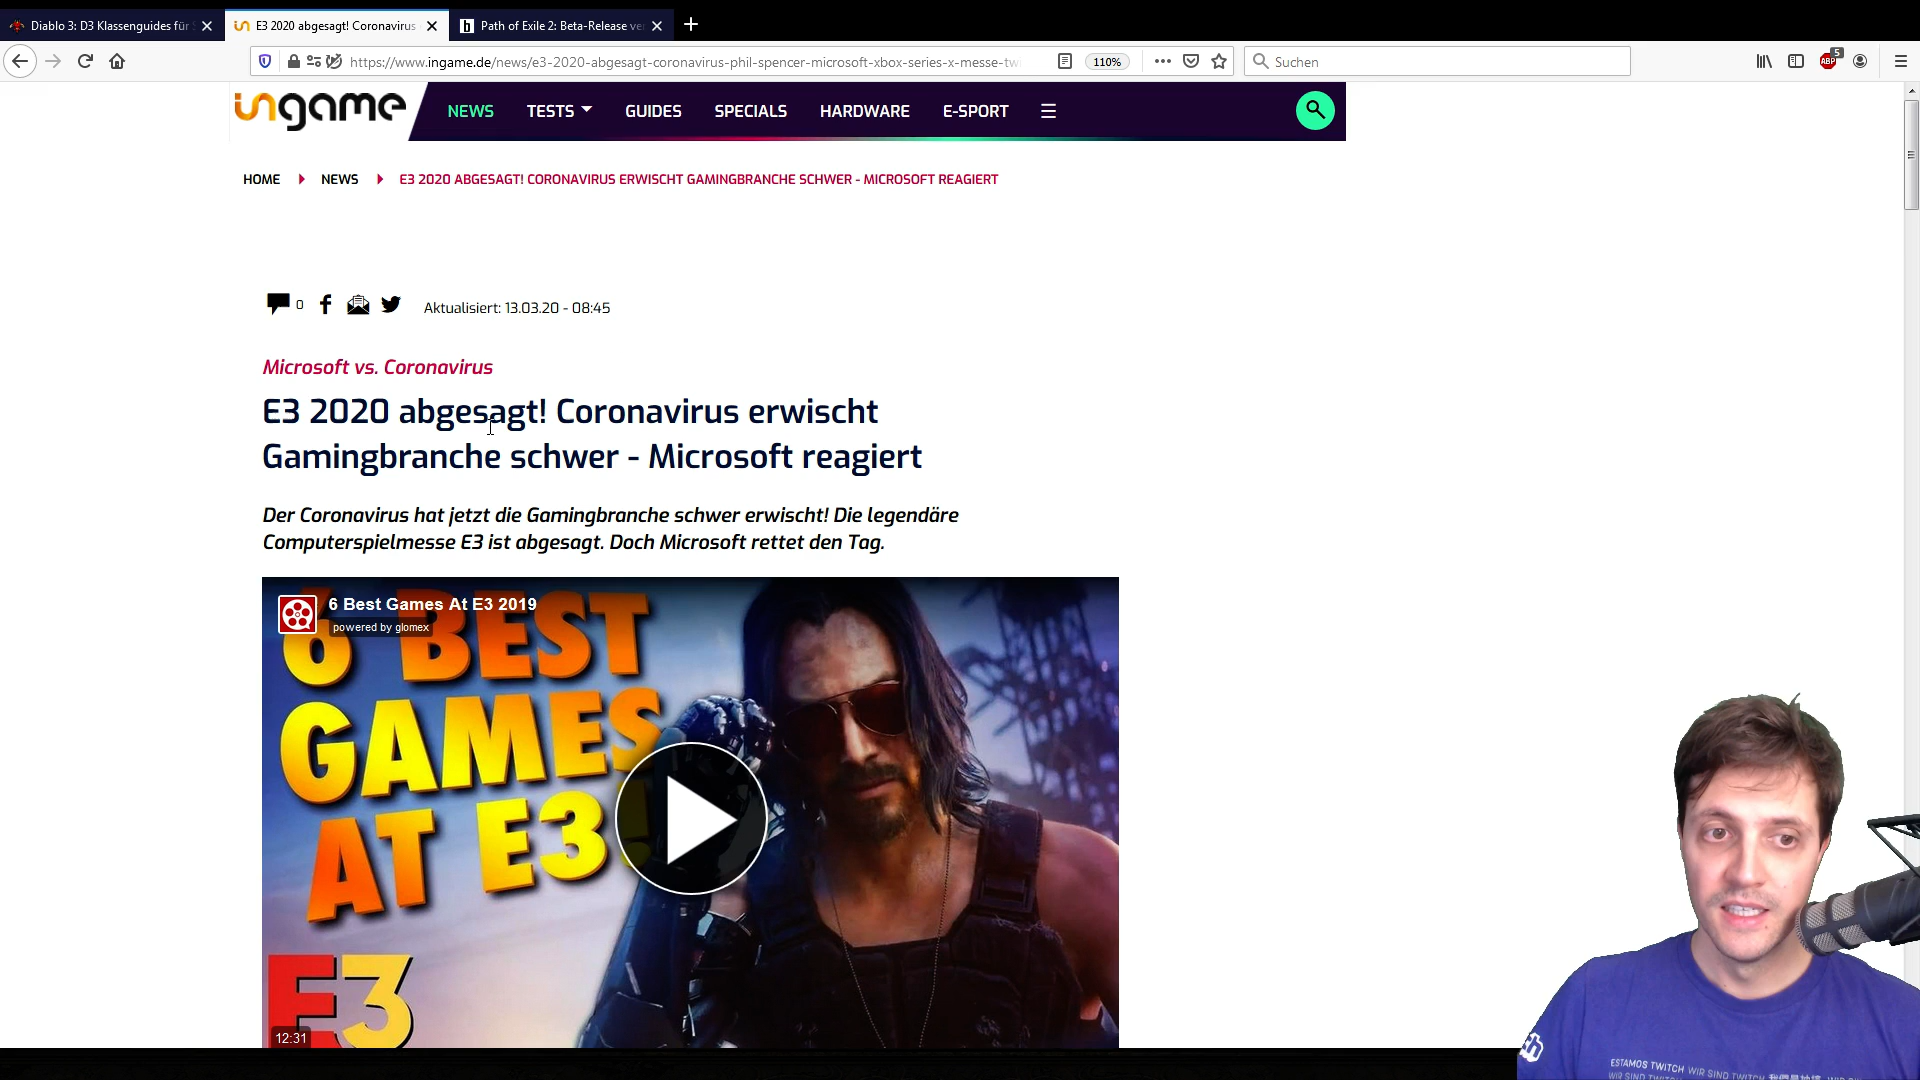 Diablo 3: D3 Klassenguides für
E3 2020 abgesagt! Coronavirus
Path of Exile 2: Beta-Release ve
https://www.ingame.de/news/e3-2020-abgesagt-coronavirus-phil-spencer-microsoft-xbox-series-x-messe-tw
110%
Suchen
ABP
5
ingame
NEWS
TESTS
GUIDES
SPECIALS
HARDWARE
E-SPORT
HOME
NEWS
E3 2020 ABGESAGT! CORONAVIRUS ERWISCHT GAMINGBRANCHE SCHWER - MICROSOFT REAGIERT
0
Aktualisiert: 13.03.20 - 08:45
Microsoft vs. Coronavirus
E3 2020 abgesagt! Coronavirus erwischt
Gamingbranche schwer - Microsoft reagiert
Der Coronavirus hat jetzt die Gamingbranche schwer erwischt! Die legendäre
Computerspielmesse E3 ist abgesagt. Doch Microsoft rettet den Tag.
6 Best Games At E3 2019
powered by glomex
6 BEST
GAMES
AT E3!
E3
12:31
ch
ESTAMOS TWITCH WIR SIND TWITCH
WIR SIND